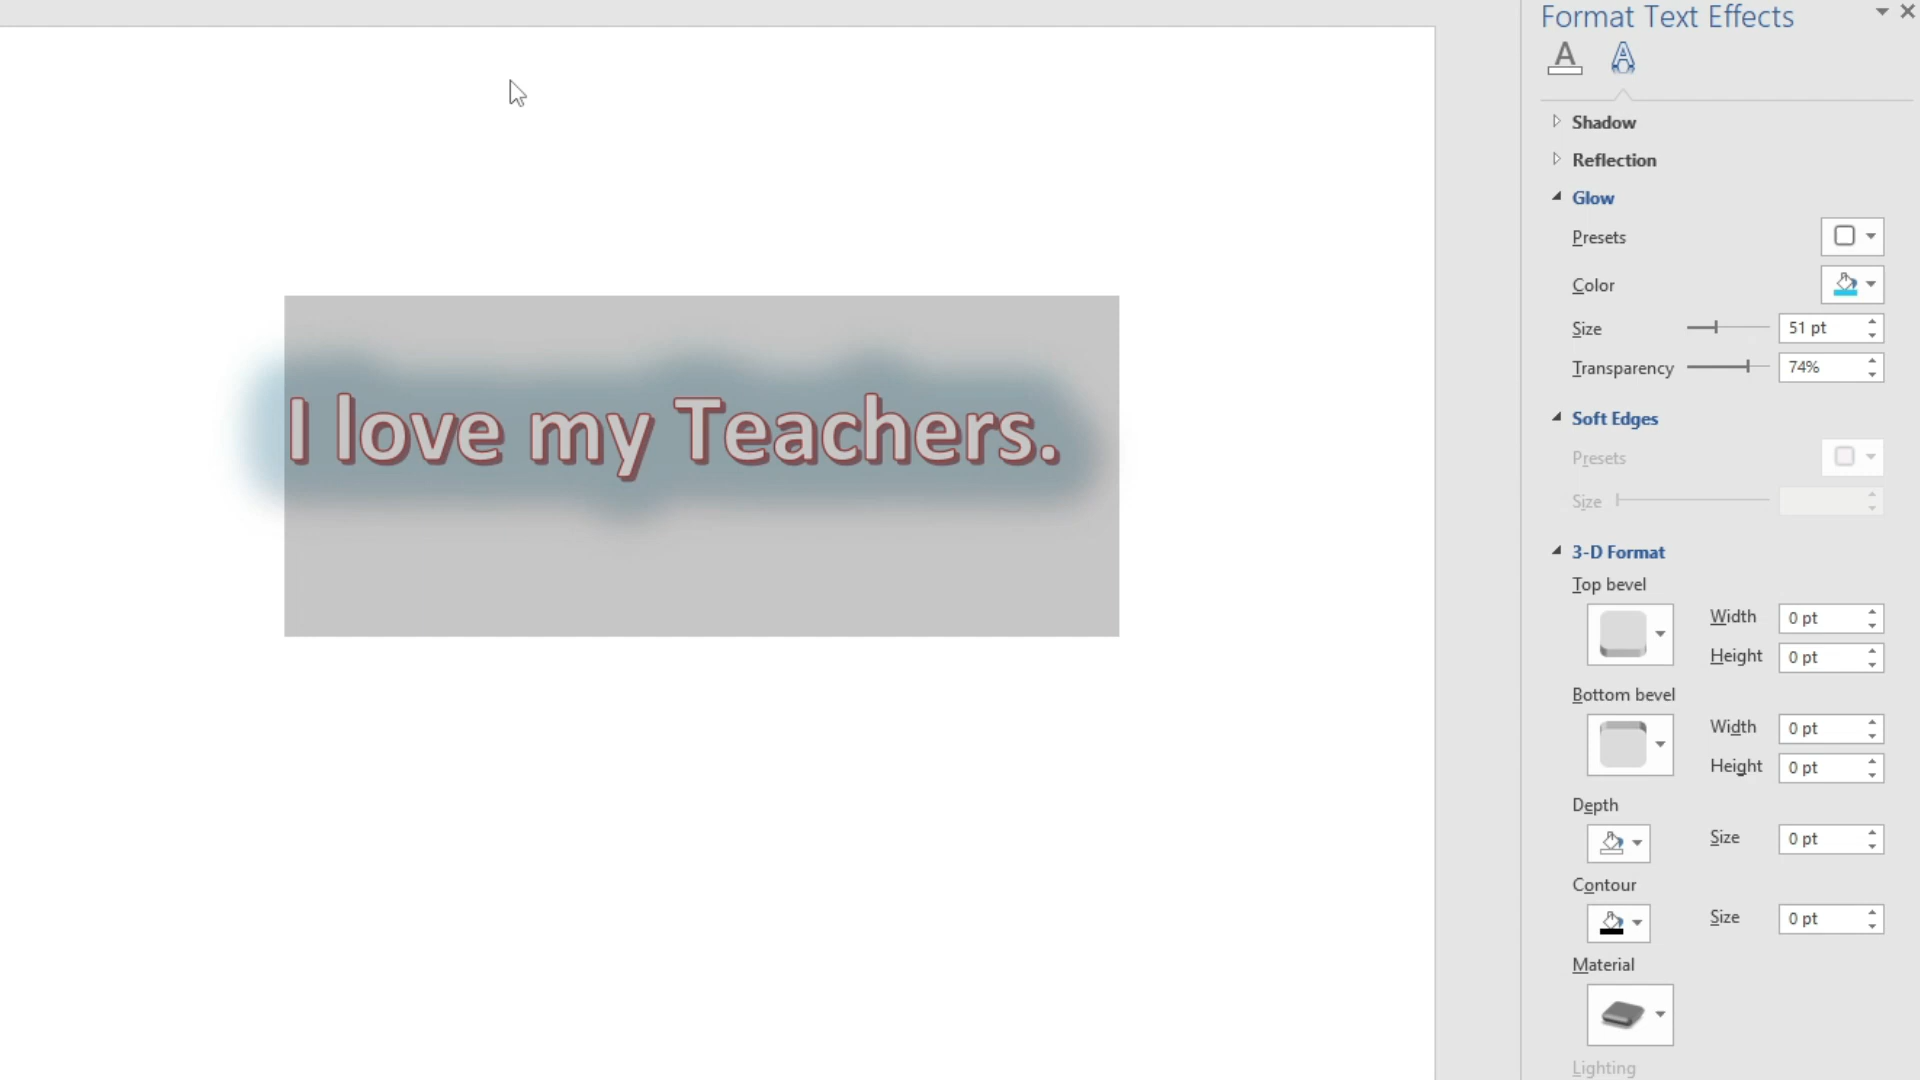 Format Text Effects
Shadow
Reflection
Glow
Presets
Color
Size 51 pt
Transparency 74%
Soft Edges
Presets
Size
3-D Format
Top bevel
Width 0 pt
Height 0 pt
Bottom bevel
Width 0 pt
Height 0 pt
Depth
Size 0 pt
Contour
Size 0 pt
Material
Lighting
I love my Teachers.